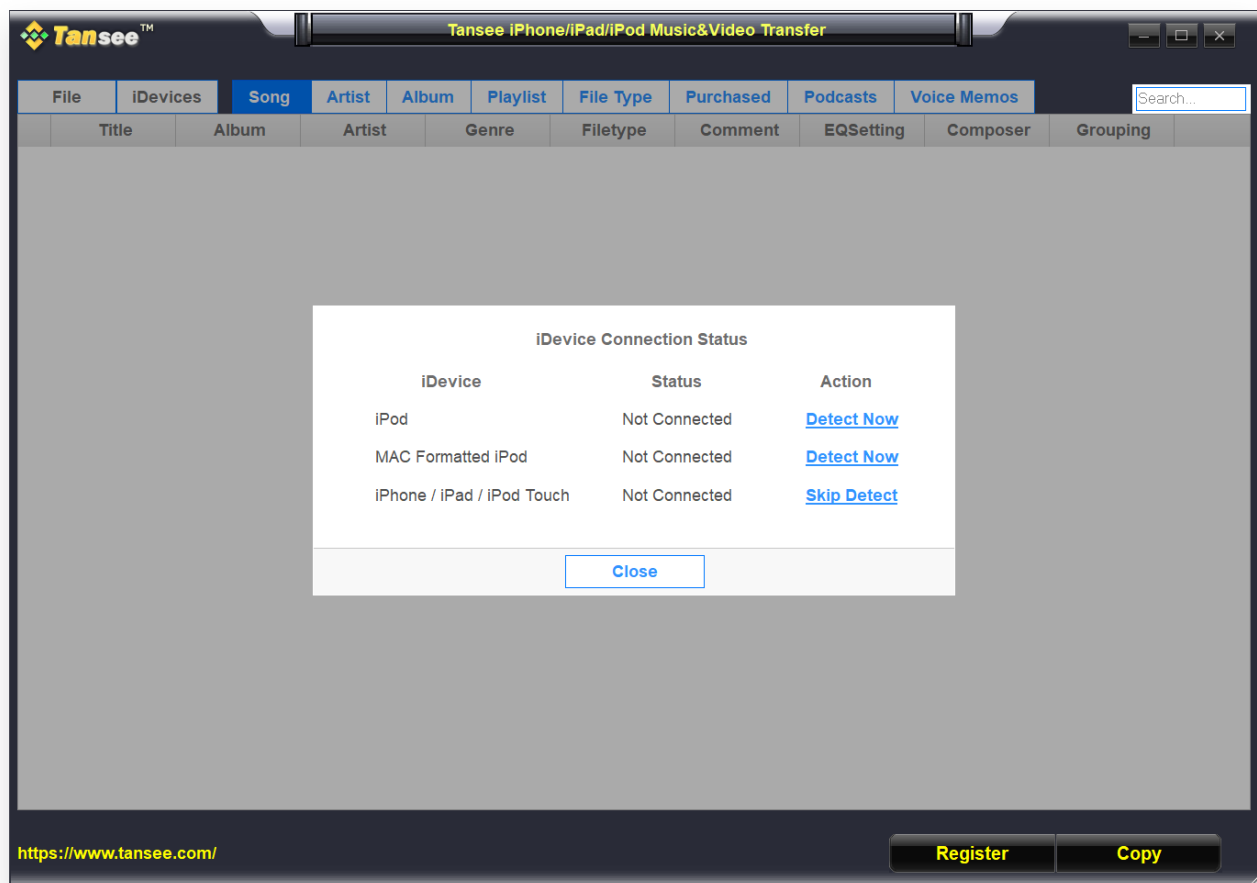 Tansee™
Tansee iPhone/iPad/iPod Music&Video Transfer
File iDevices Song Artist Album Playlist File Type Purchased Podcasts Voice Memos Search...
Title Album Artist Genre Filetype Comment EQSetting Composer Grouping
iDevice Connection Status
iDevice Status Action
iPod Not Connected Detect Now
MAC Formatted iPod Not Connected Detect Now
iPhone / iPad / iPod Touch Not Connected Skip Detect
Close
https://www.tansee.com/ Register Copy